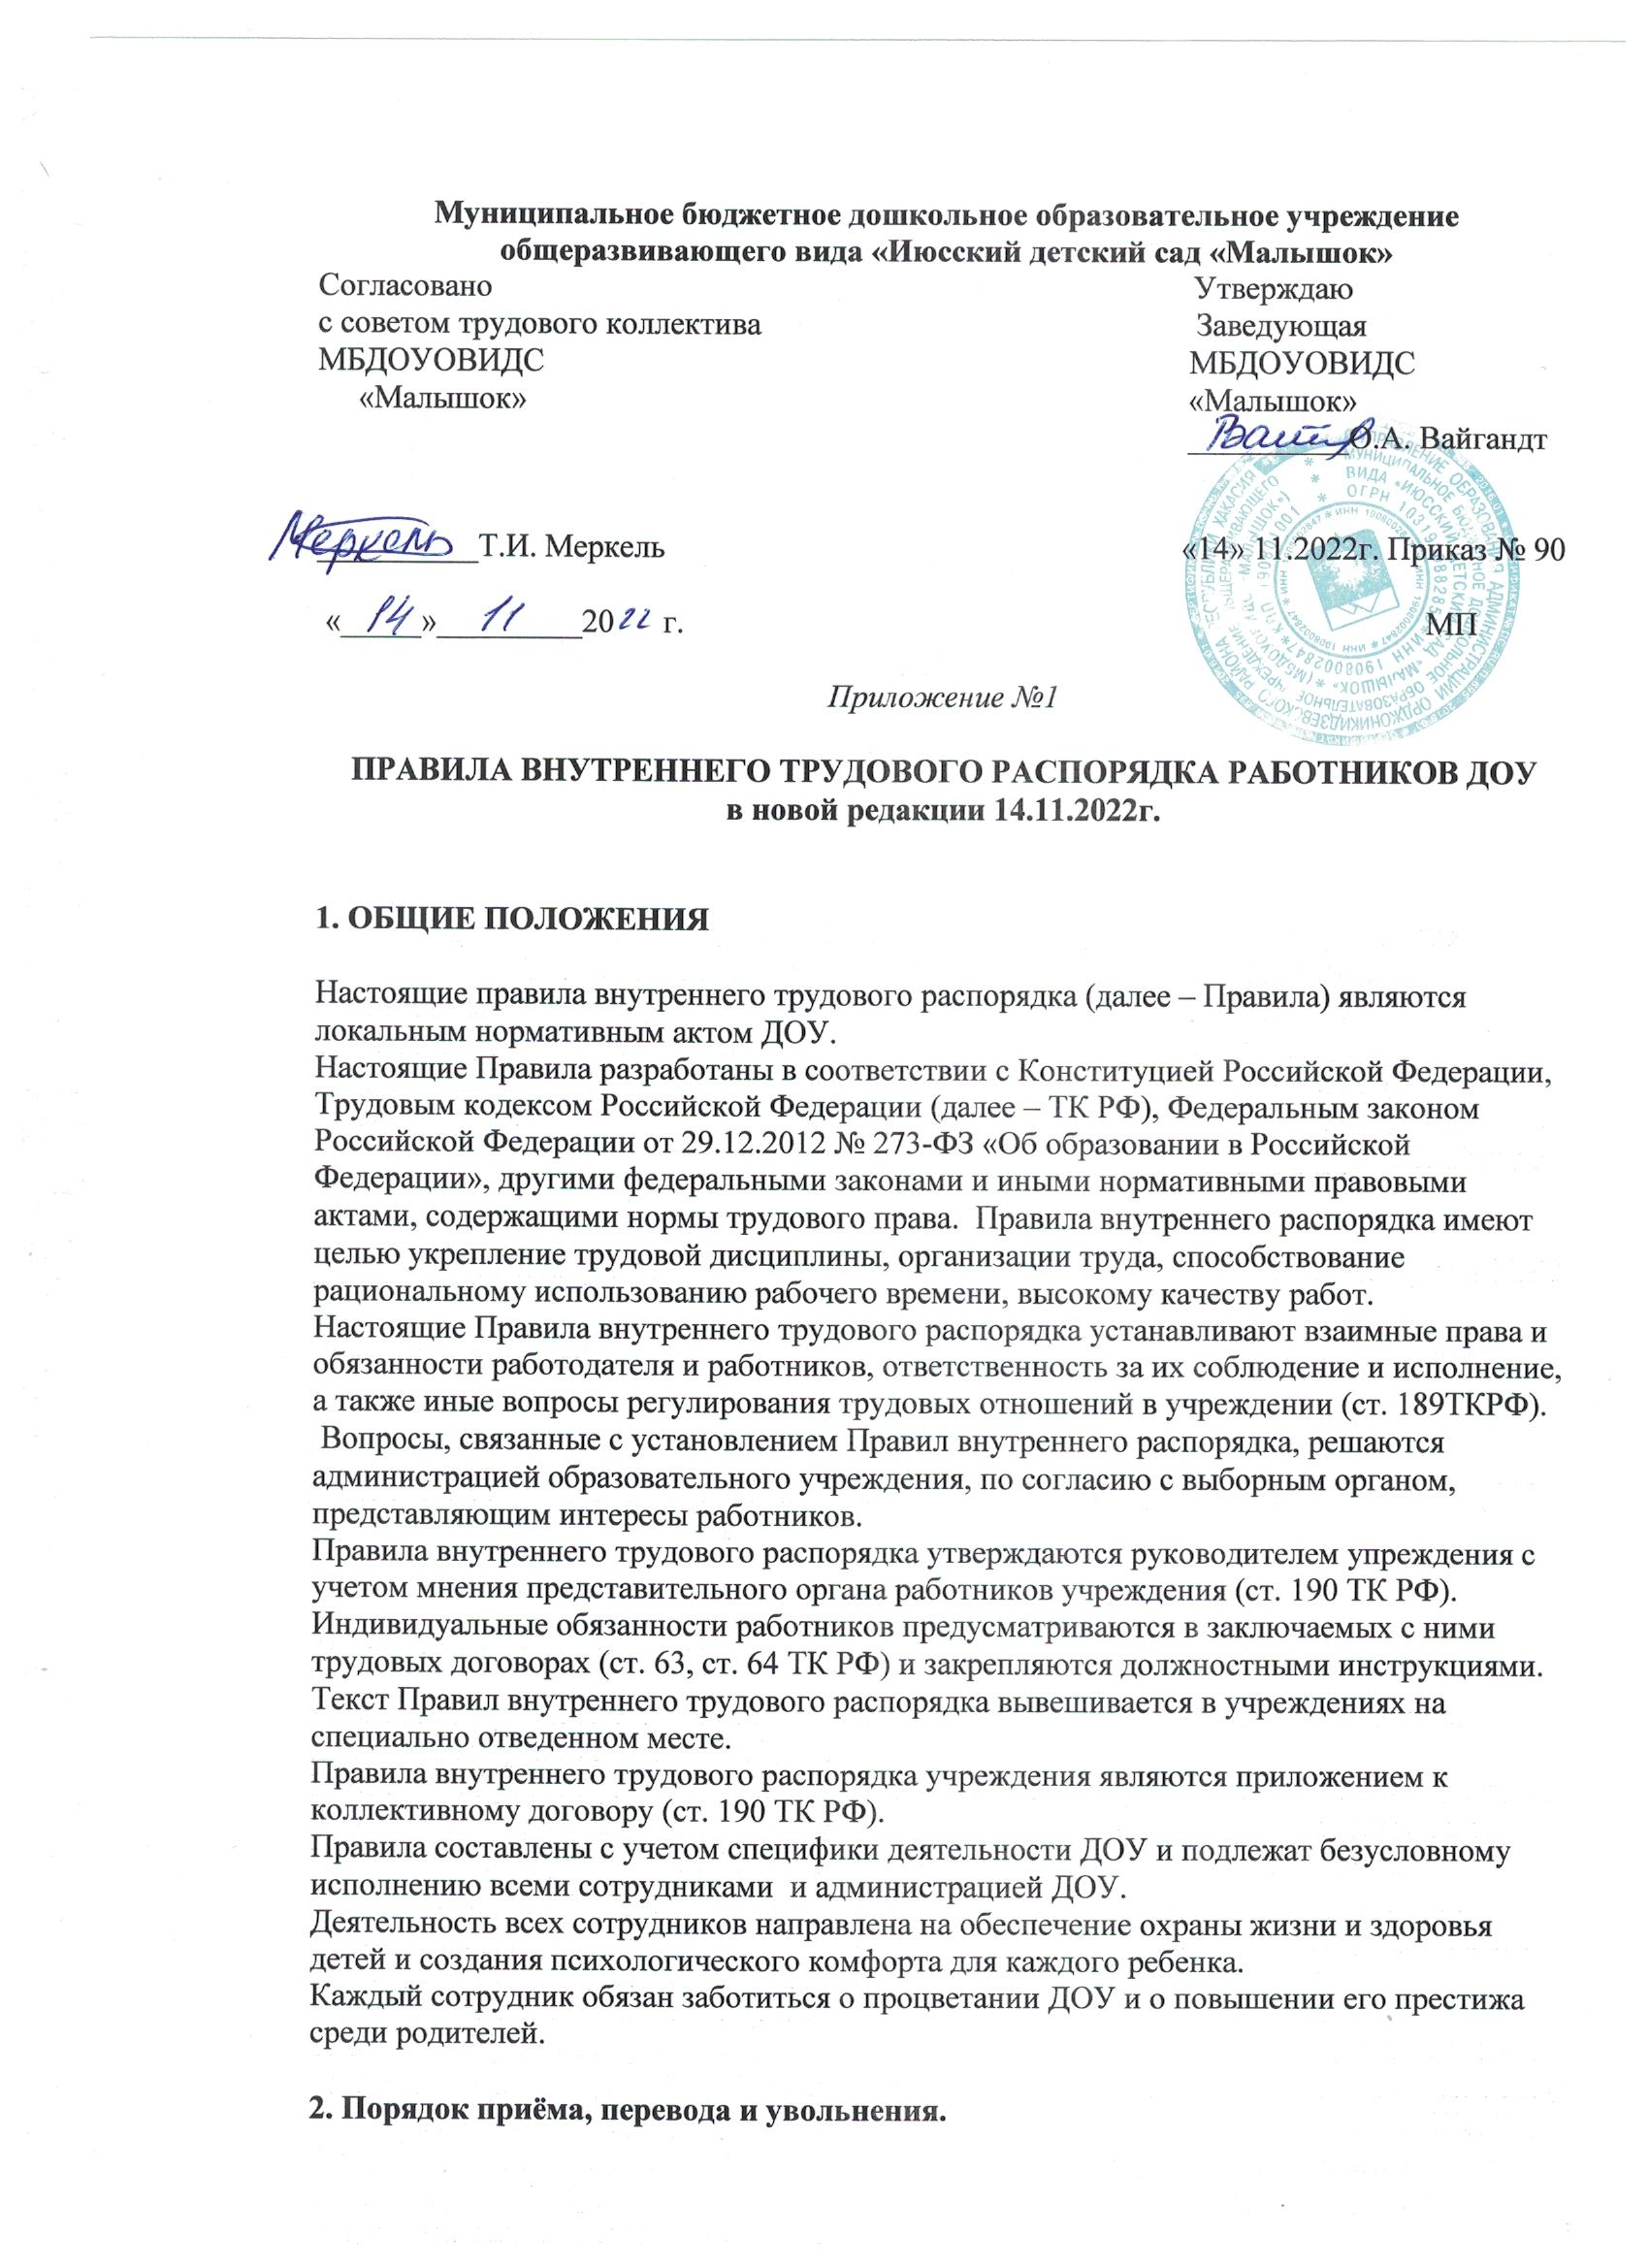 Муниципальное бюджетное дошкольное образовательное учреждение
общеразвивающего вида «Июсский детский сад «Малышок»
Согласовано
с советом трудового коллектива
МБДОУОВИДС
«Малышок»
Утверждаю
Заведующая
МБДОУОВИДС
«Малышок»
О.А. Вайгандт
Меркель Т.И. Меркель
«14» 11 2022 г.
«14» 11.2022г. Приказ № 90
МП
Приложение №1
ПРАВИЛА ВНУТРЕННЕГО ТРУДОВОГО РАСПОРЯДКА РАБОТНИКОВ ДОУ
в новой редакции 14.11.2022г.
1. ОБЩИЕ ПОЛОЖЕНИЯ
Настоящие правила внутреннего трудового распорядка (далее – Правила) являются
локальным нормативным актом ДОУ.
Настоящие Правила разработаны в соответствии с Конституцией Российской Федерации,
Трудовым кодексом Российской Федерации (далее – ТК РФ), Федеральным законом
Российской Федерации от 29.12.2012 № 273-ФЗ «Об образовании в Российской
Федерации», другими федеральными законами и иными нормативными правовыми
актами, содержащими нормы трудового права. Правила внутреннего распорядка имеют
целью укрепление трудовой дисциплины, организации труда, способствование
рациональному использованию рабочего времени, высокому качеству работ.
Настоящие Правила внутреннего трудового распорядка устанавливают взаимные права и
обязанности работодателя и работников, ответственность за их соблюдение и исполнение,
а также иные вопросы регулирования трудовых отношений в учреждении (ст. 189ТКРФ).
Вопросы, связанные с установлением Правил внутреннего распорядка, решаются
администрацией образовательного учреждения, по согласию с выборным органом,
представляющим интересы работников.
Правила внутреннего трудового распорядка утверждаются руководителем упреждения с
учетом мнения представительного органа работников учреждения (ст. 190 ТК РФ).
Индивидуальные обязанности работников предусматриваются в заключаемых с ними
трудовых договорах (ст. 63, ст. 64 ТК РФ) и закрепляются должностными инструкциями.
Текст Правил внутреннего трудового распорядка вывешивается в учреждениях на
специально отведенном месте.
Правила внутреннего трудового распорядка учреждения являются приложением к
коллективному договору (ст. 190 ТК РФ).
Правила составлены с учетом специфики деятельности ДОУ и подлежат безусловному
исполнению всеми сотрудниками и администрацией ДОУ.
Деятельность всех сотрудников направлена на обеспечение охраны жизни и здоровья
детей и создания психологического комфорта для каждого ребенка.
Каждый сотрудник обязан заботиться о процветании ДОУ и о повышении его престижа
среди родителей.
2. Порядок приёма, перевода и увольнения.